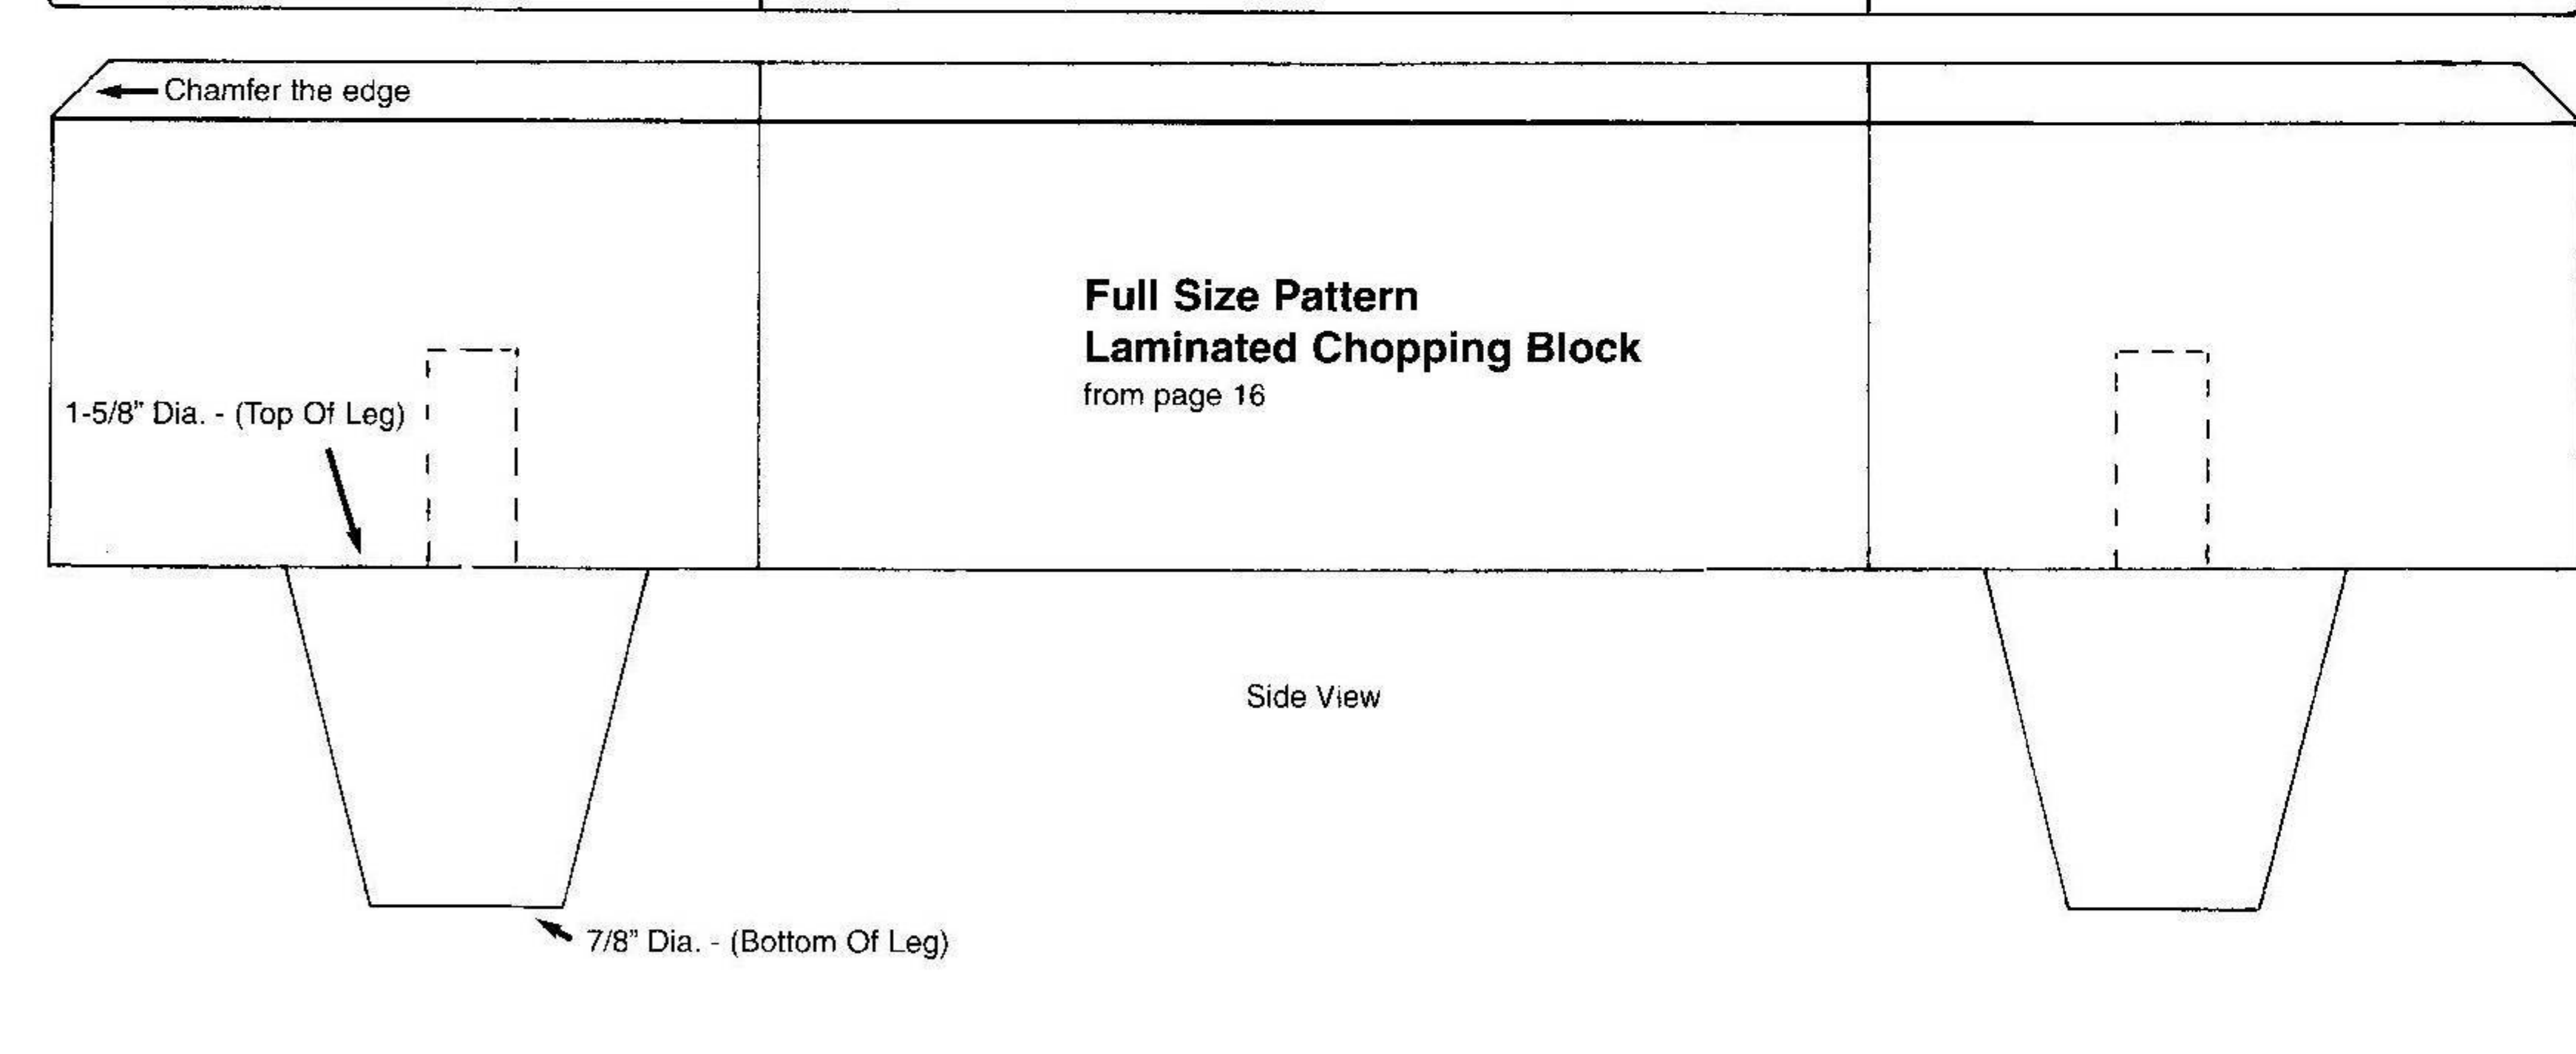 Chamfer the edge
Full Size Pattern
Laminated Chopping Block
from page 16
1-5/8" Dia. - (Top Of Leg)
Side View
7/8" Dia. - (Bottom Of Leg)